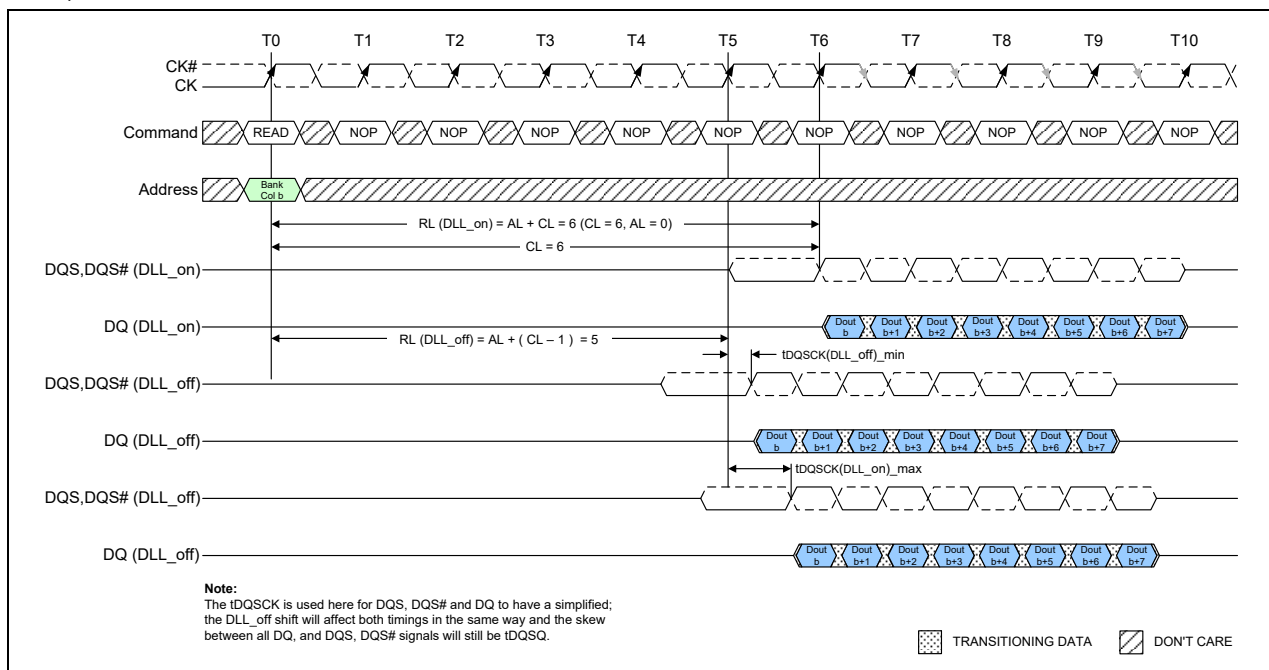 T0 T1 T2 T3 T4 T5 T6 T7 T8 T9 T10
CK#
CK
Command READ NOP NOP NOP NOP NOP NOP NOP NOP NOP NOP
Address Bank
Col b
RL (DLL_on) = AL + CL = 6 (CL = 6, AL = 0)
CL = 6
DQS,DQS# (DLL_on)
DQ (DLL_on) Dout Dout Dout Dout Dout Dout Dout Dout
b b+1 b+2 b+3 b+4 b+5 b+6 b+7
RL (DLL_off) = AL + ( CL – 1 ) = 5
tDQSCK(DLL_off)_min
DQS,DQS# (DLL_off)
DQ (DLL_off) Dout Dout Dout Dout Dout Dout Dout Dout
b b+1 b+2 b+3 b+4 b+5 b+6 b+7
tDQSCK(DLL_on)_max
DQS,DQS# (DLL_off)
DQ (DLL_off) Dout Dout Dout Dout Dout Dout Dout Dout
b b+1 b+2 b+3 b+4 b+5 b+6 b+7
Note:
The tDQSCK is used here for DQS, DQS# and DQ to have a simplified;
the DLL_off shift will affect both timings in the same way and the skew
between all DQ, and DQS, DQS# signals will still be tDQSQ.
TRANSITIONING DATA DON'T CARE